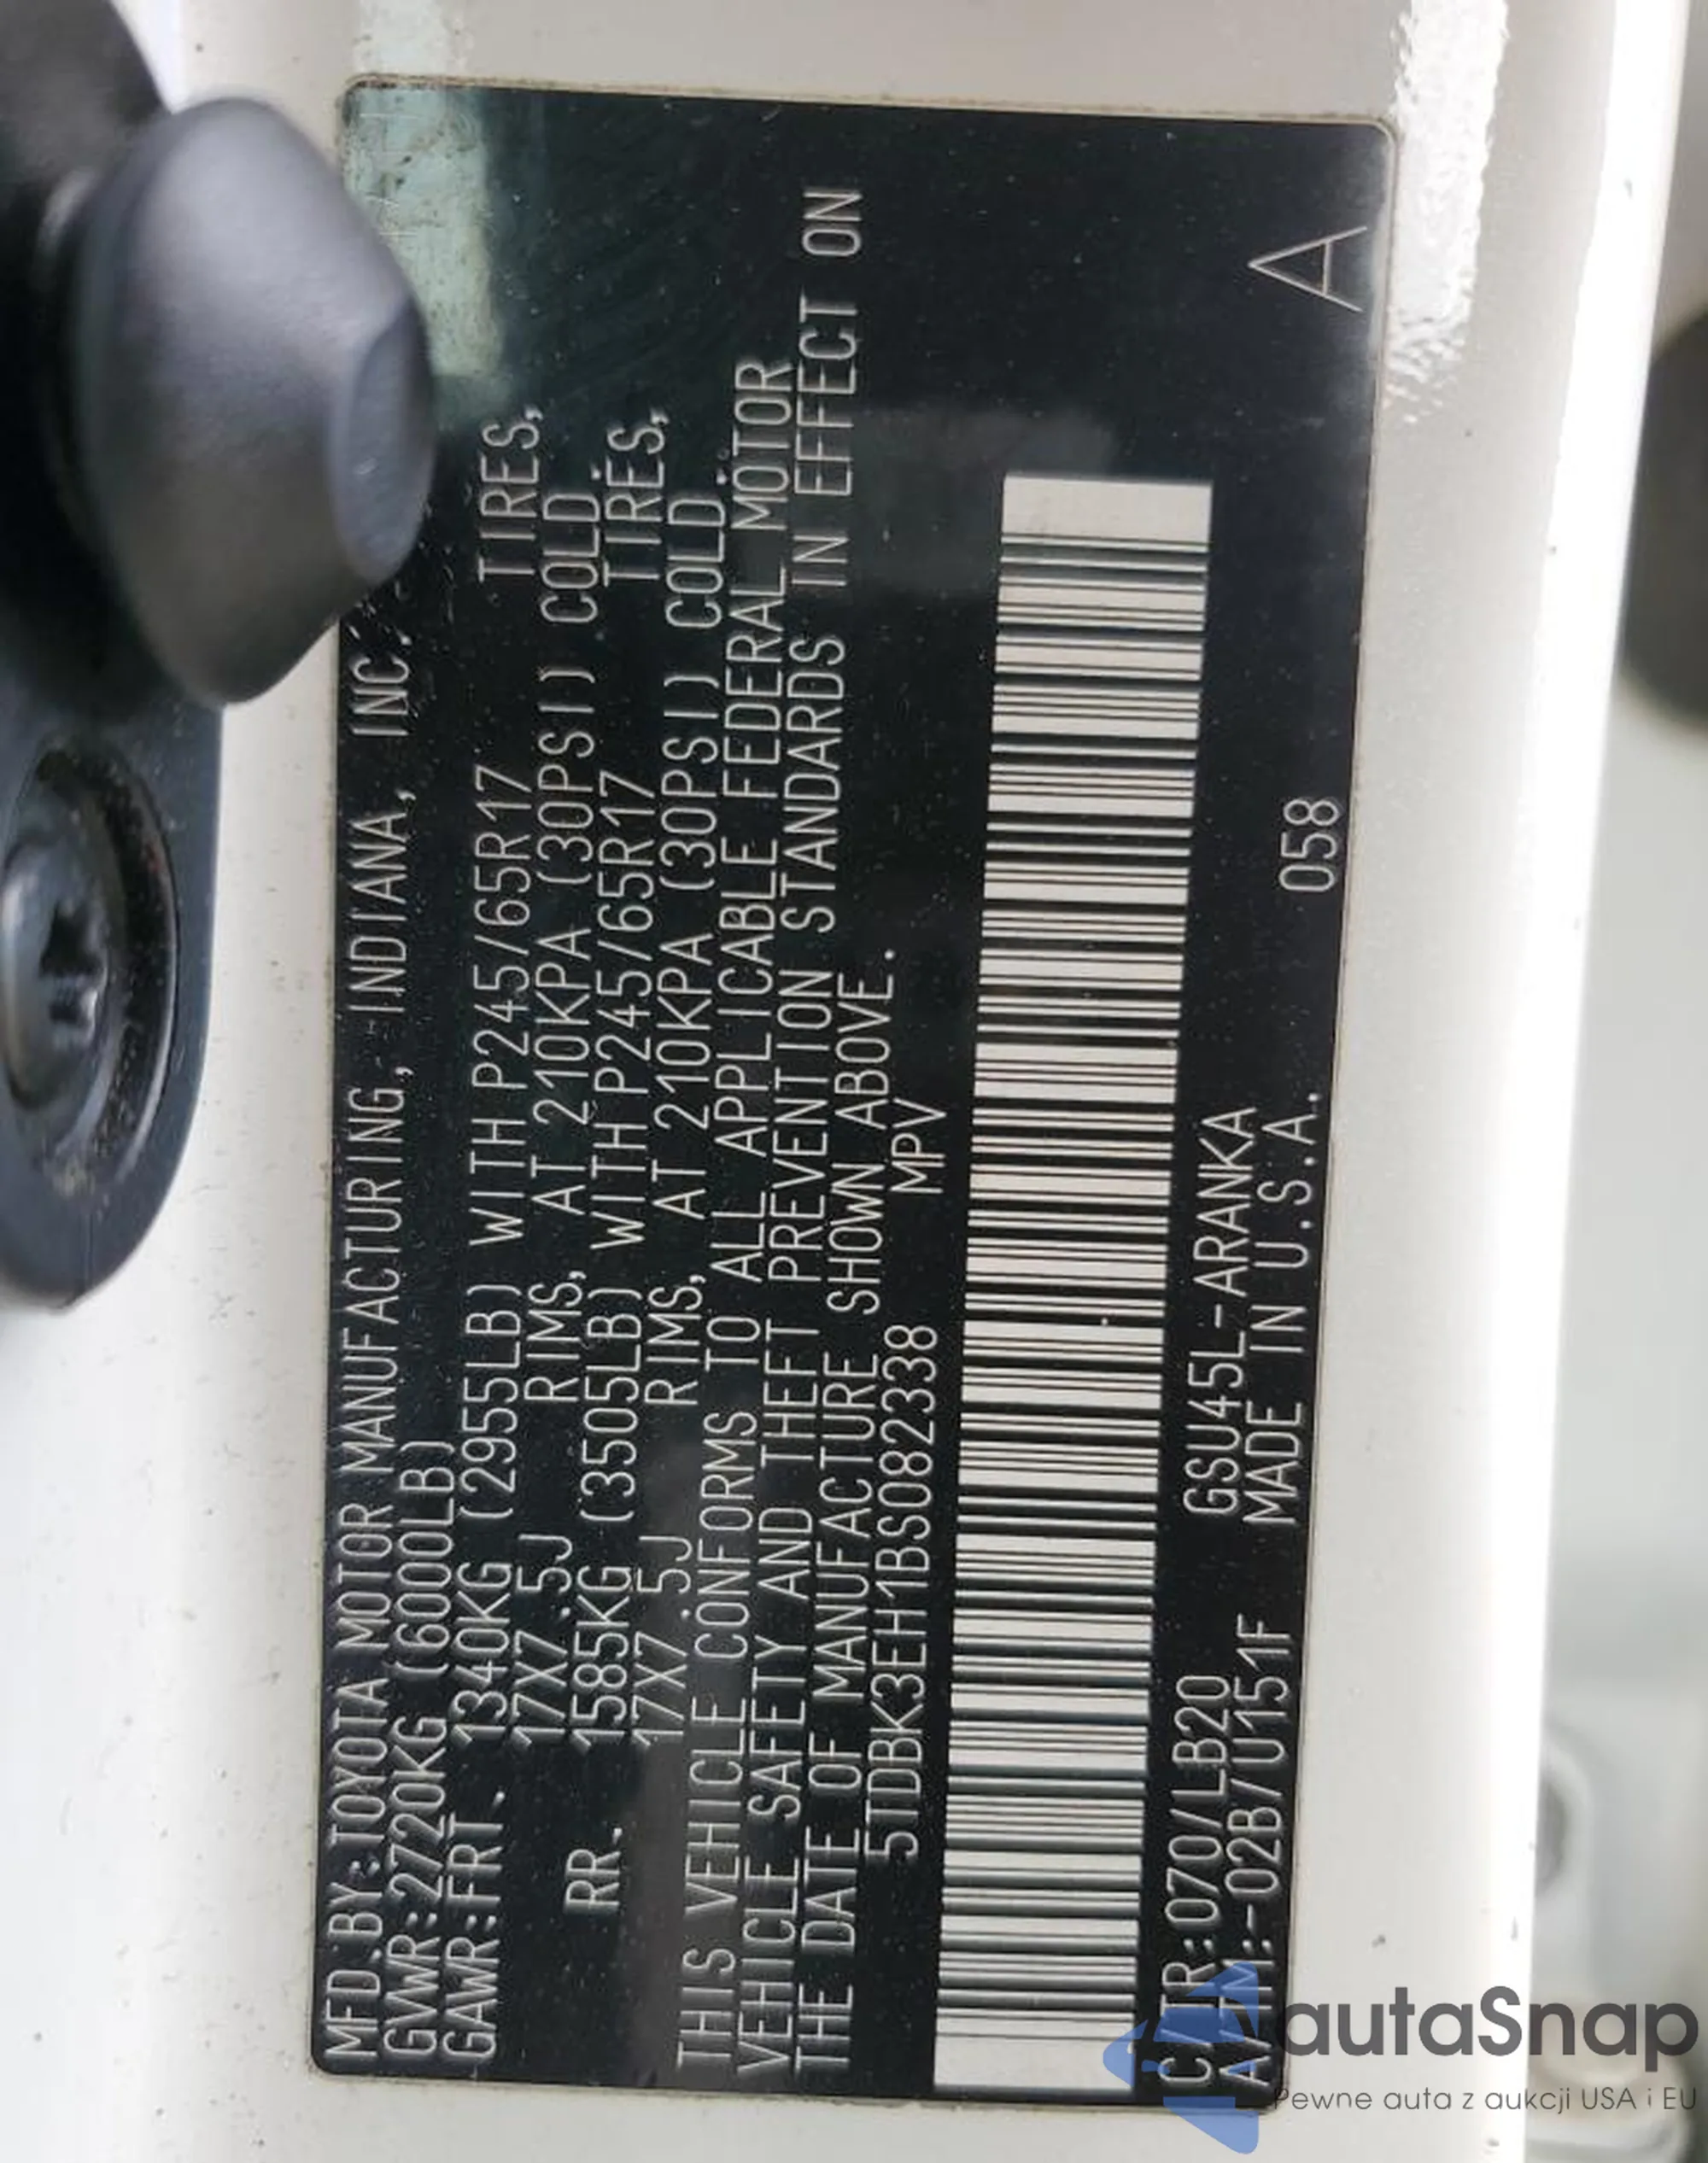 MFD.BY:TOYOTA MOTOR MANUFACTURING, INDIANA, INC.
GVWR:2720KG (6000LB)
GAWR:FRT. 1340KG (2955LB) WITH P245/65R17 TIRES,
17X7.5J RIMS, AT 210KPA (30PSI) COLD
RR. 1585KG (3505LB) WITH P245/65R17 TIRES,
17X7.5J RIMS, AT 210KPA (30PSI) COLD.
THIS VEHICLE CONFORMS TO ALL APPLICABLE FEDERAL MOTOR
VEHICLE SAFETY AND THEFT PREVENTION STANDARDS IN EFFECT ON
THE DATE OF MANUFACTURE SHOWN ABOVE.
5TDBK3EH1BS082338 MPV
C/TR:070/LB20 GSU45L-ARANKA
A/TM:-02B/U151F MADE IN U.S.A. 058
A
autaSnap
Pewne auta z aukcji USA i EU